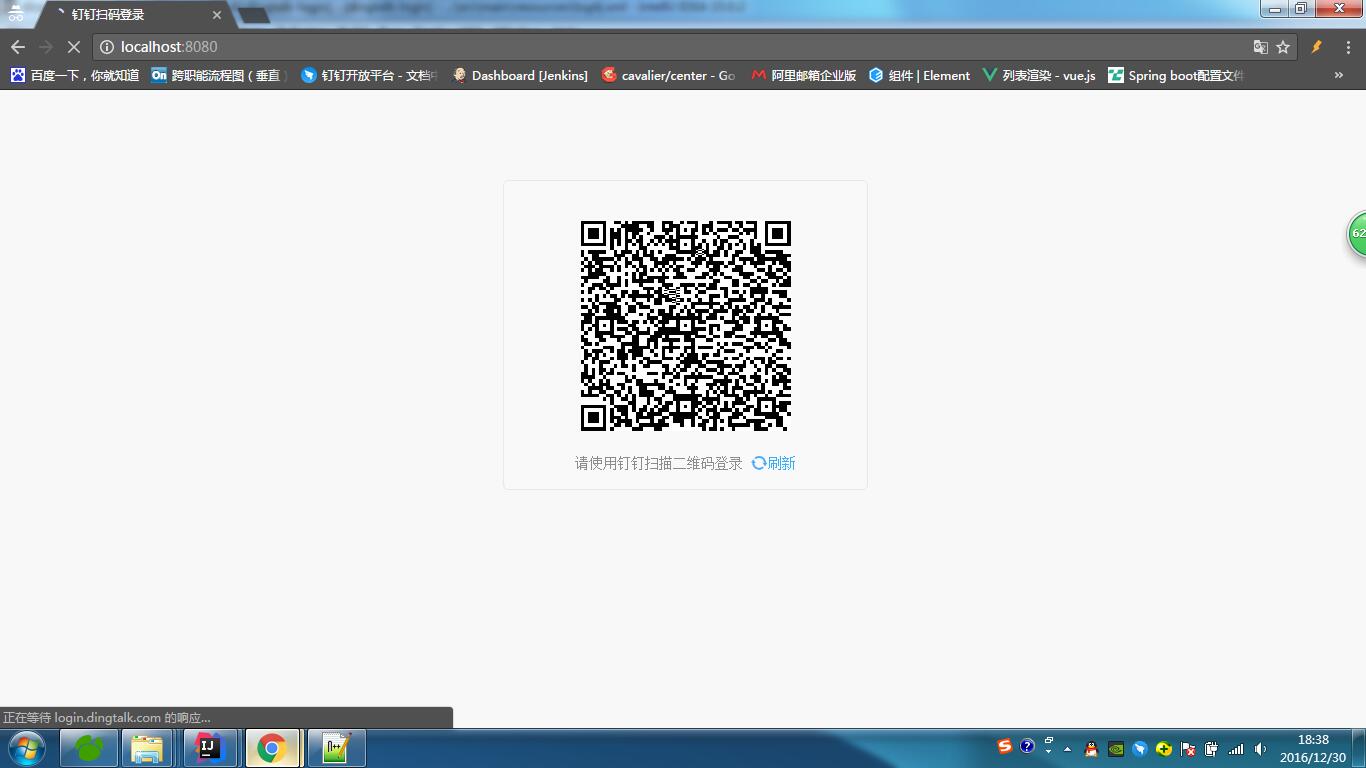 钉钉扫码登录
localhost:8080
百度一下，你就知道
On
跨职能流程图（垂直）
钉钉开放平台 - 文档中
Dashboard [Jenkins]
cavalier/center - Go
阿里邮箱企业版
组件 | Element
列表渲染 - vue.js
Spring boot配置文件
»
62
请使用钉钉扫描二维码登录 刷新
正在等待 login.dingtalk.com 的响应...
IJ
18:38
2016/12/30